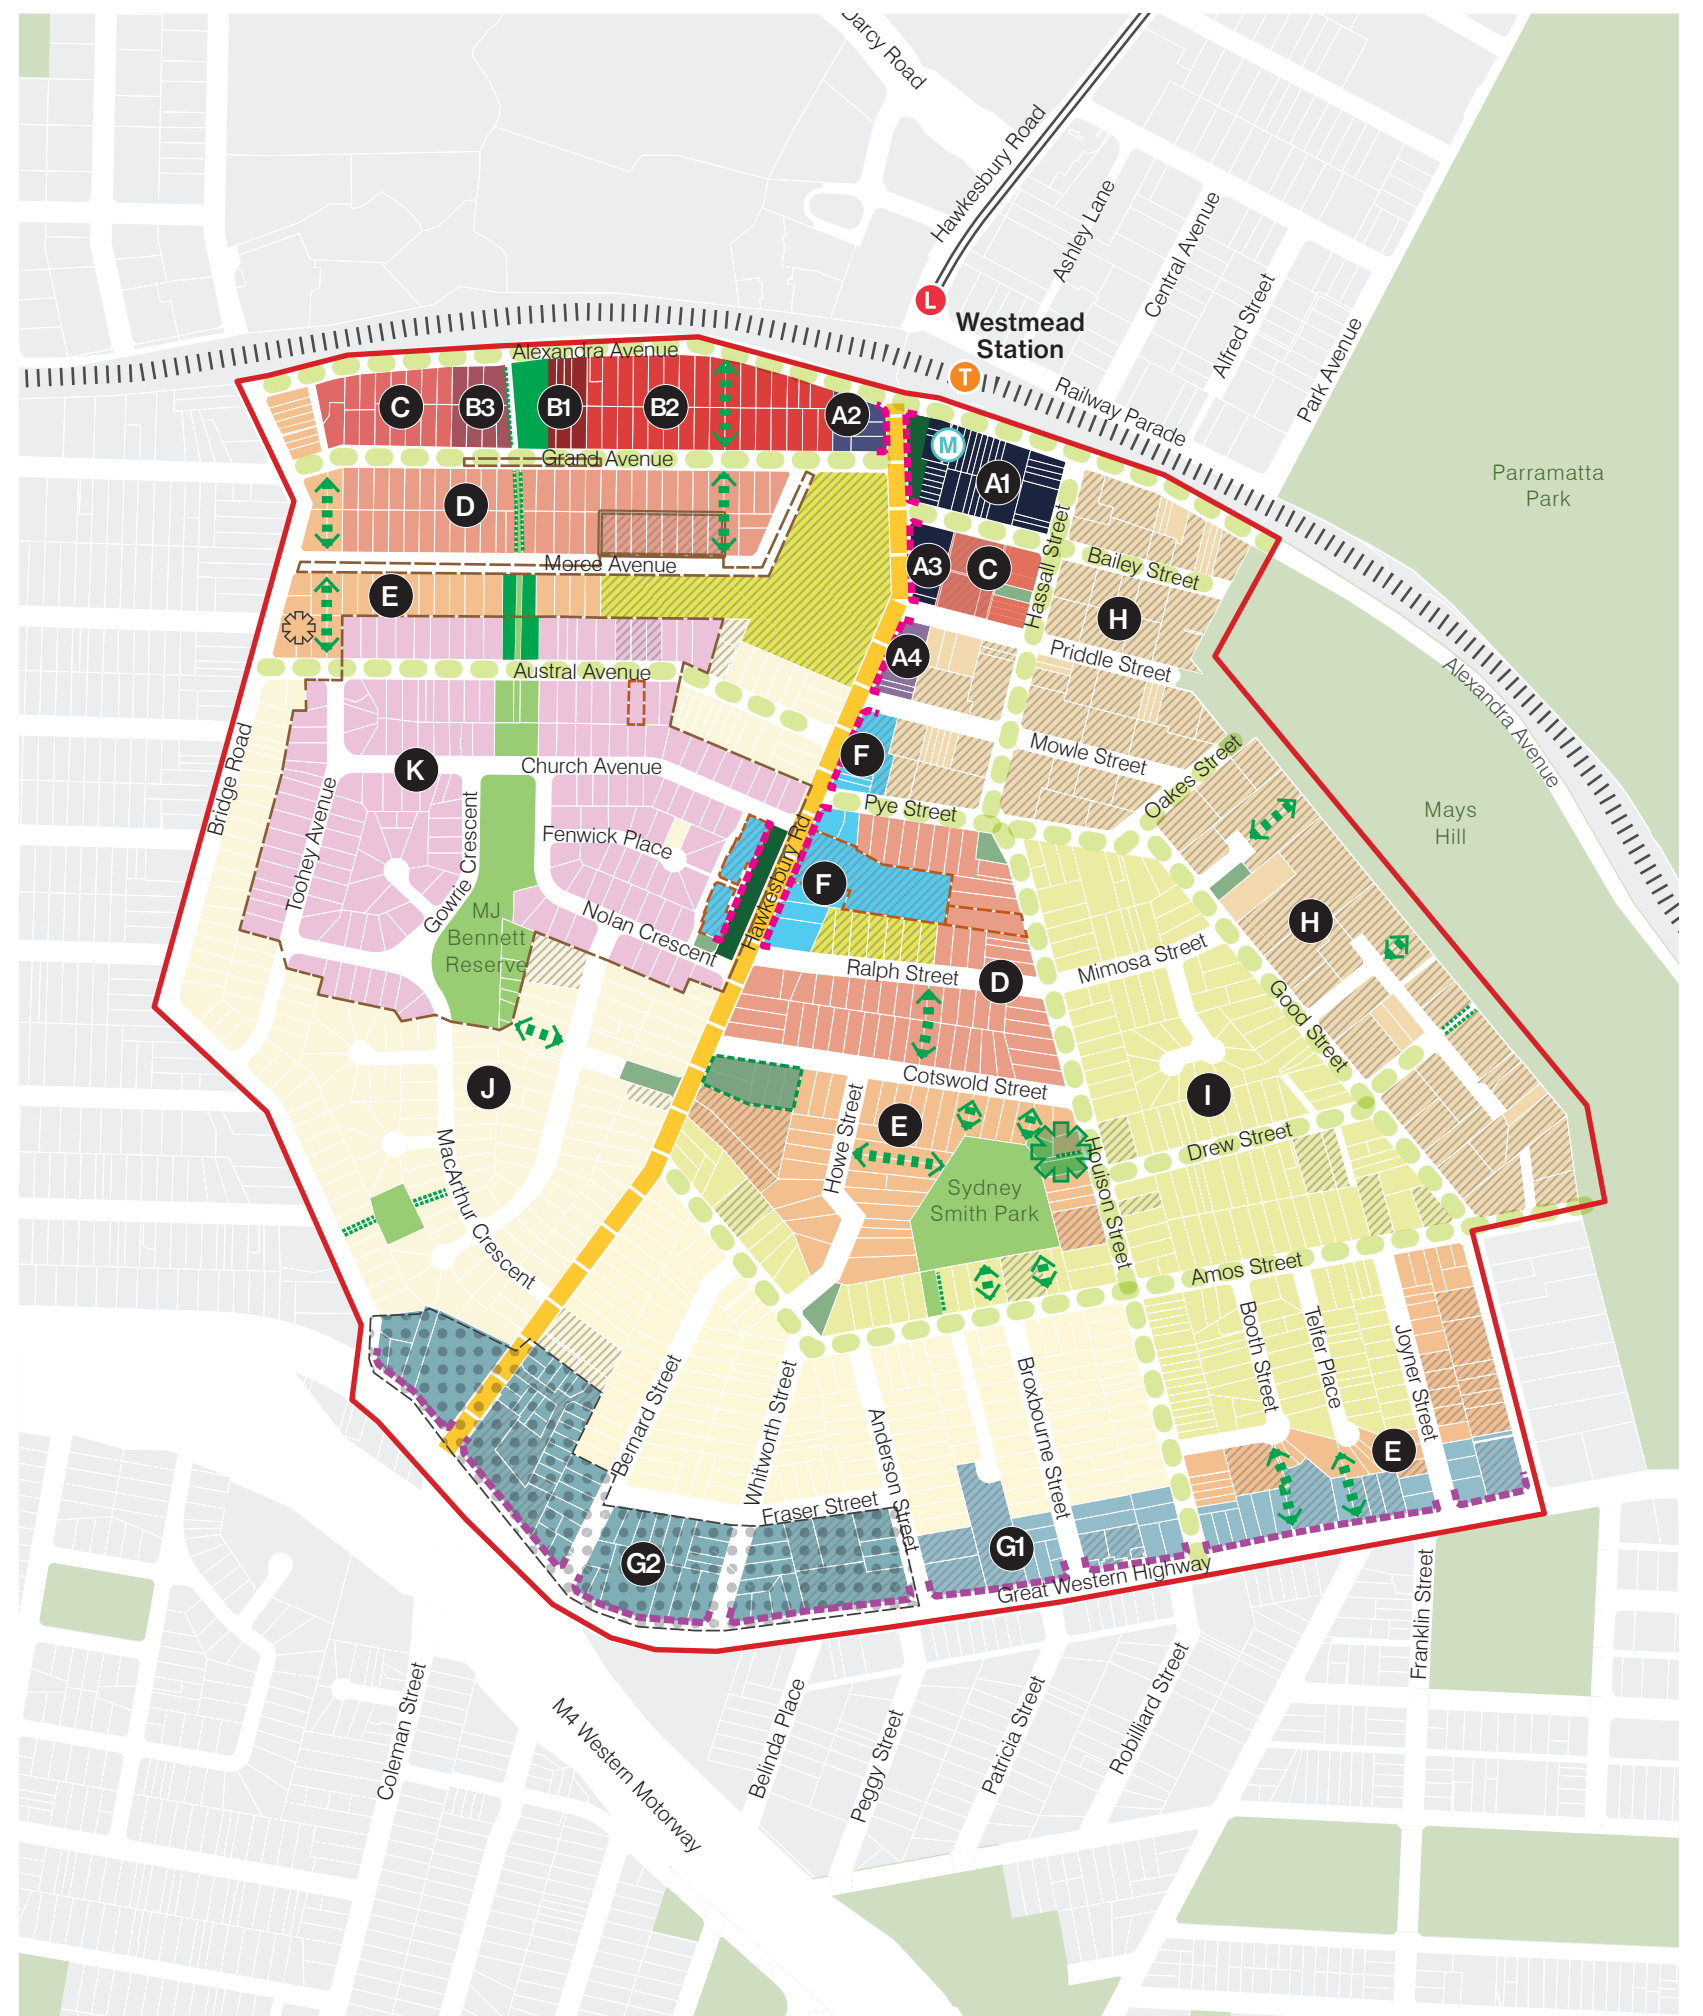 Darcy Road
Hawkesbury Road
Ashley Lane
Central Avenue
Alfred Street
Park Avenue
L
Westmead
Station
T
Railway Parade
Alexandra Avenue
C
B3
B1
B2
A2
M
A1
Parramatta
Park
Grand Avenue
D
Moree Avenue
A3
C
Hassall Street
Bailey Street
E
H
A4
Priddle Street
Austral Avenue
Alexandra Avenue
Bridge Road
K
Church Avenue
F
Mowle Street
Oakes Street
Toohey Avenue
Gowrie Crescent
Fenwick Place
Pye Street
Mays
Hill
Hawkesbury Rd
F
MJ
Bennett
Reserve
Nolan Crescent
H
Ralph Street
D
Mimosa Street
Good Street
J
Cotswold Street
I
Howe Street
E
Houison Street
Drew Street
MacArthur Crescent
Sydney
Smith Park
Amos Street
Booth Street
Telfer Place
Joyner Street
Bernard Street
Whitworth Street
Anderson Street
Broxbourne Street
E
Fraser Street
G2
G1
Great Western Highway
Franklin Street
Coleman Street
M4 Western Motorway
Belinda Place
Peggy Street
Patricia Street
Robilliard Street